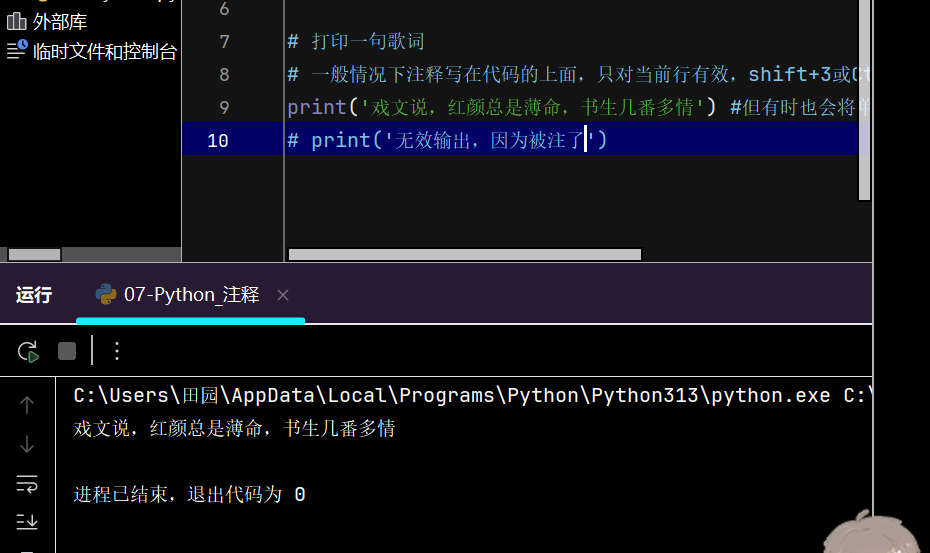 外部库
临时文件和控制台
6
7 # 打印一句歌词
8 # 一般情况下注释写在代码的上面，只对当前行有效，shift+3或Ct
9 print('戏文说，红颜总是薄命，书生几番多情') #但有时也会将单
10 # print('无效输出，因为被注了')
运行 07-Python_注释 ×
C:\Users\田园\AppData\Local\Programs\Python\Python313\python.exe C:\
戏文说，红颜总是薄命，书生几番多情
进程已结束，退出代码为 0